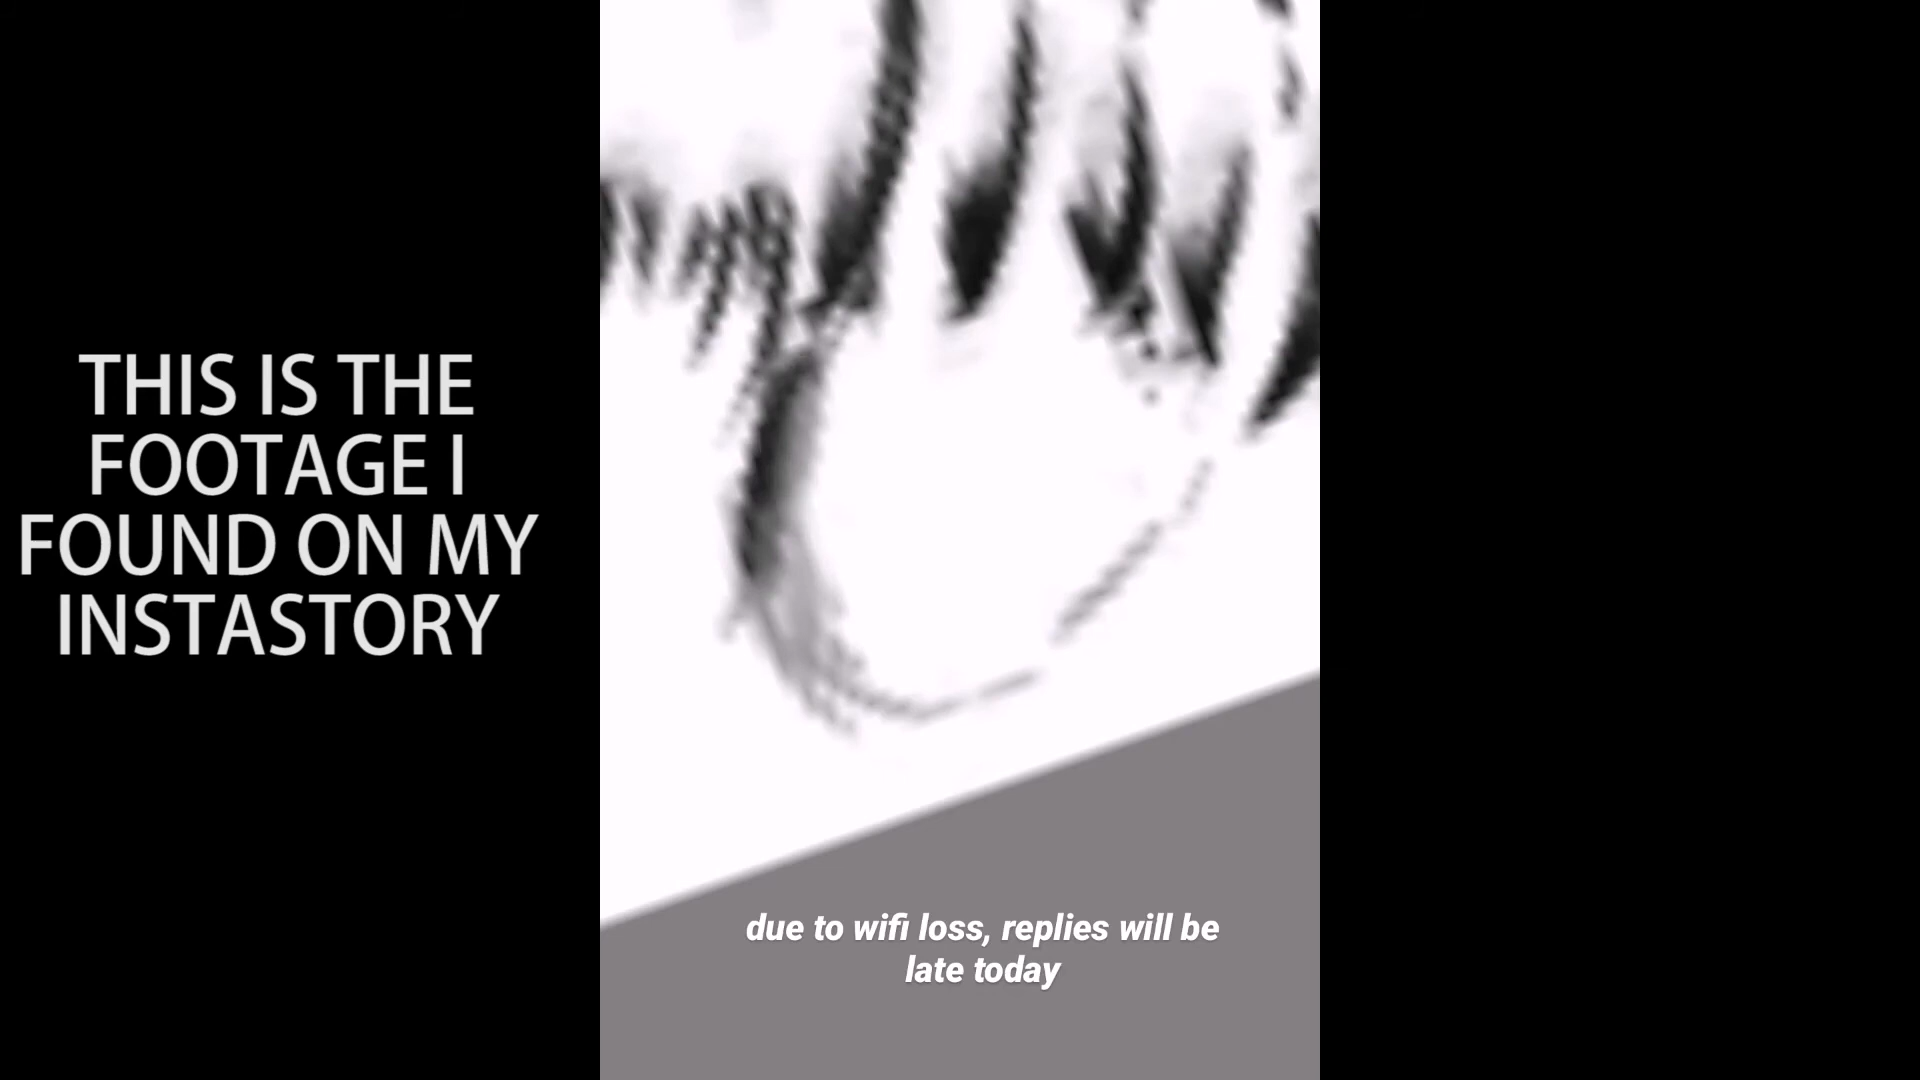 THIS IS THE
FOOTAGE I
FOUND ON MY
INSTASTORY
due to wifi loss, replies will be
late today